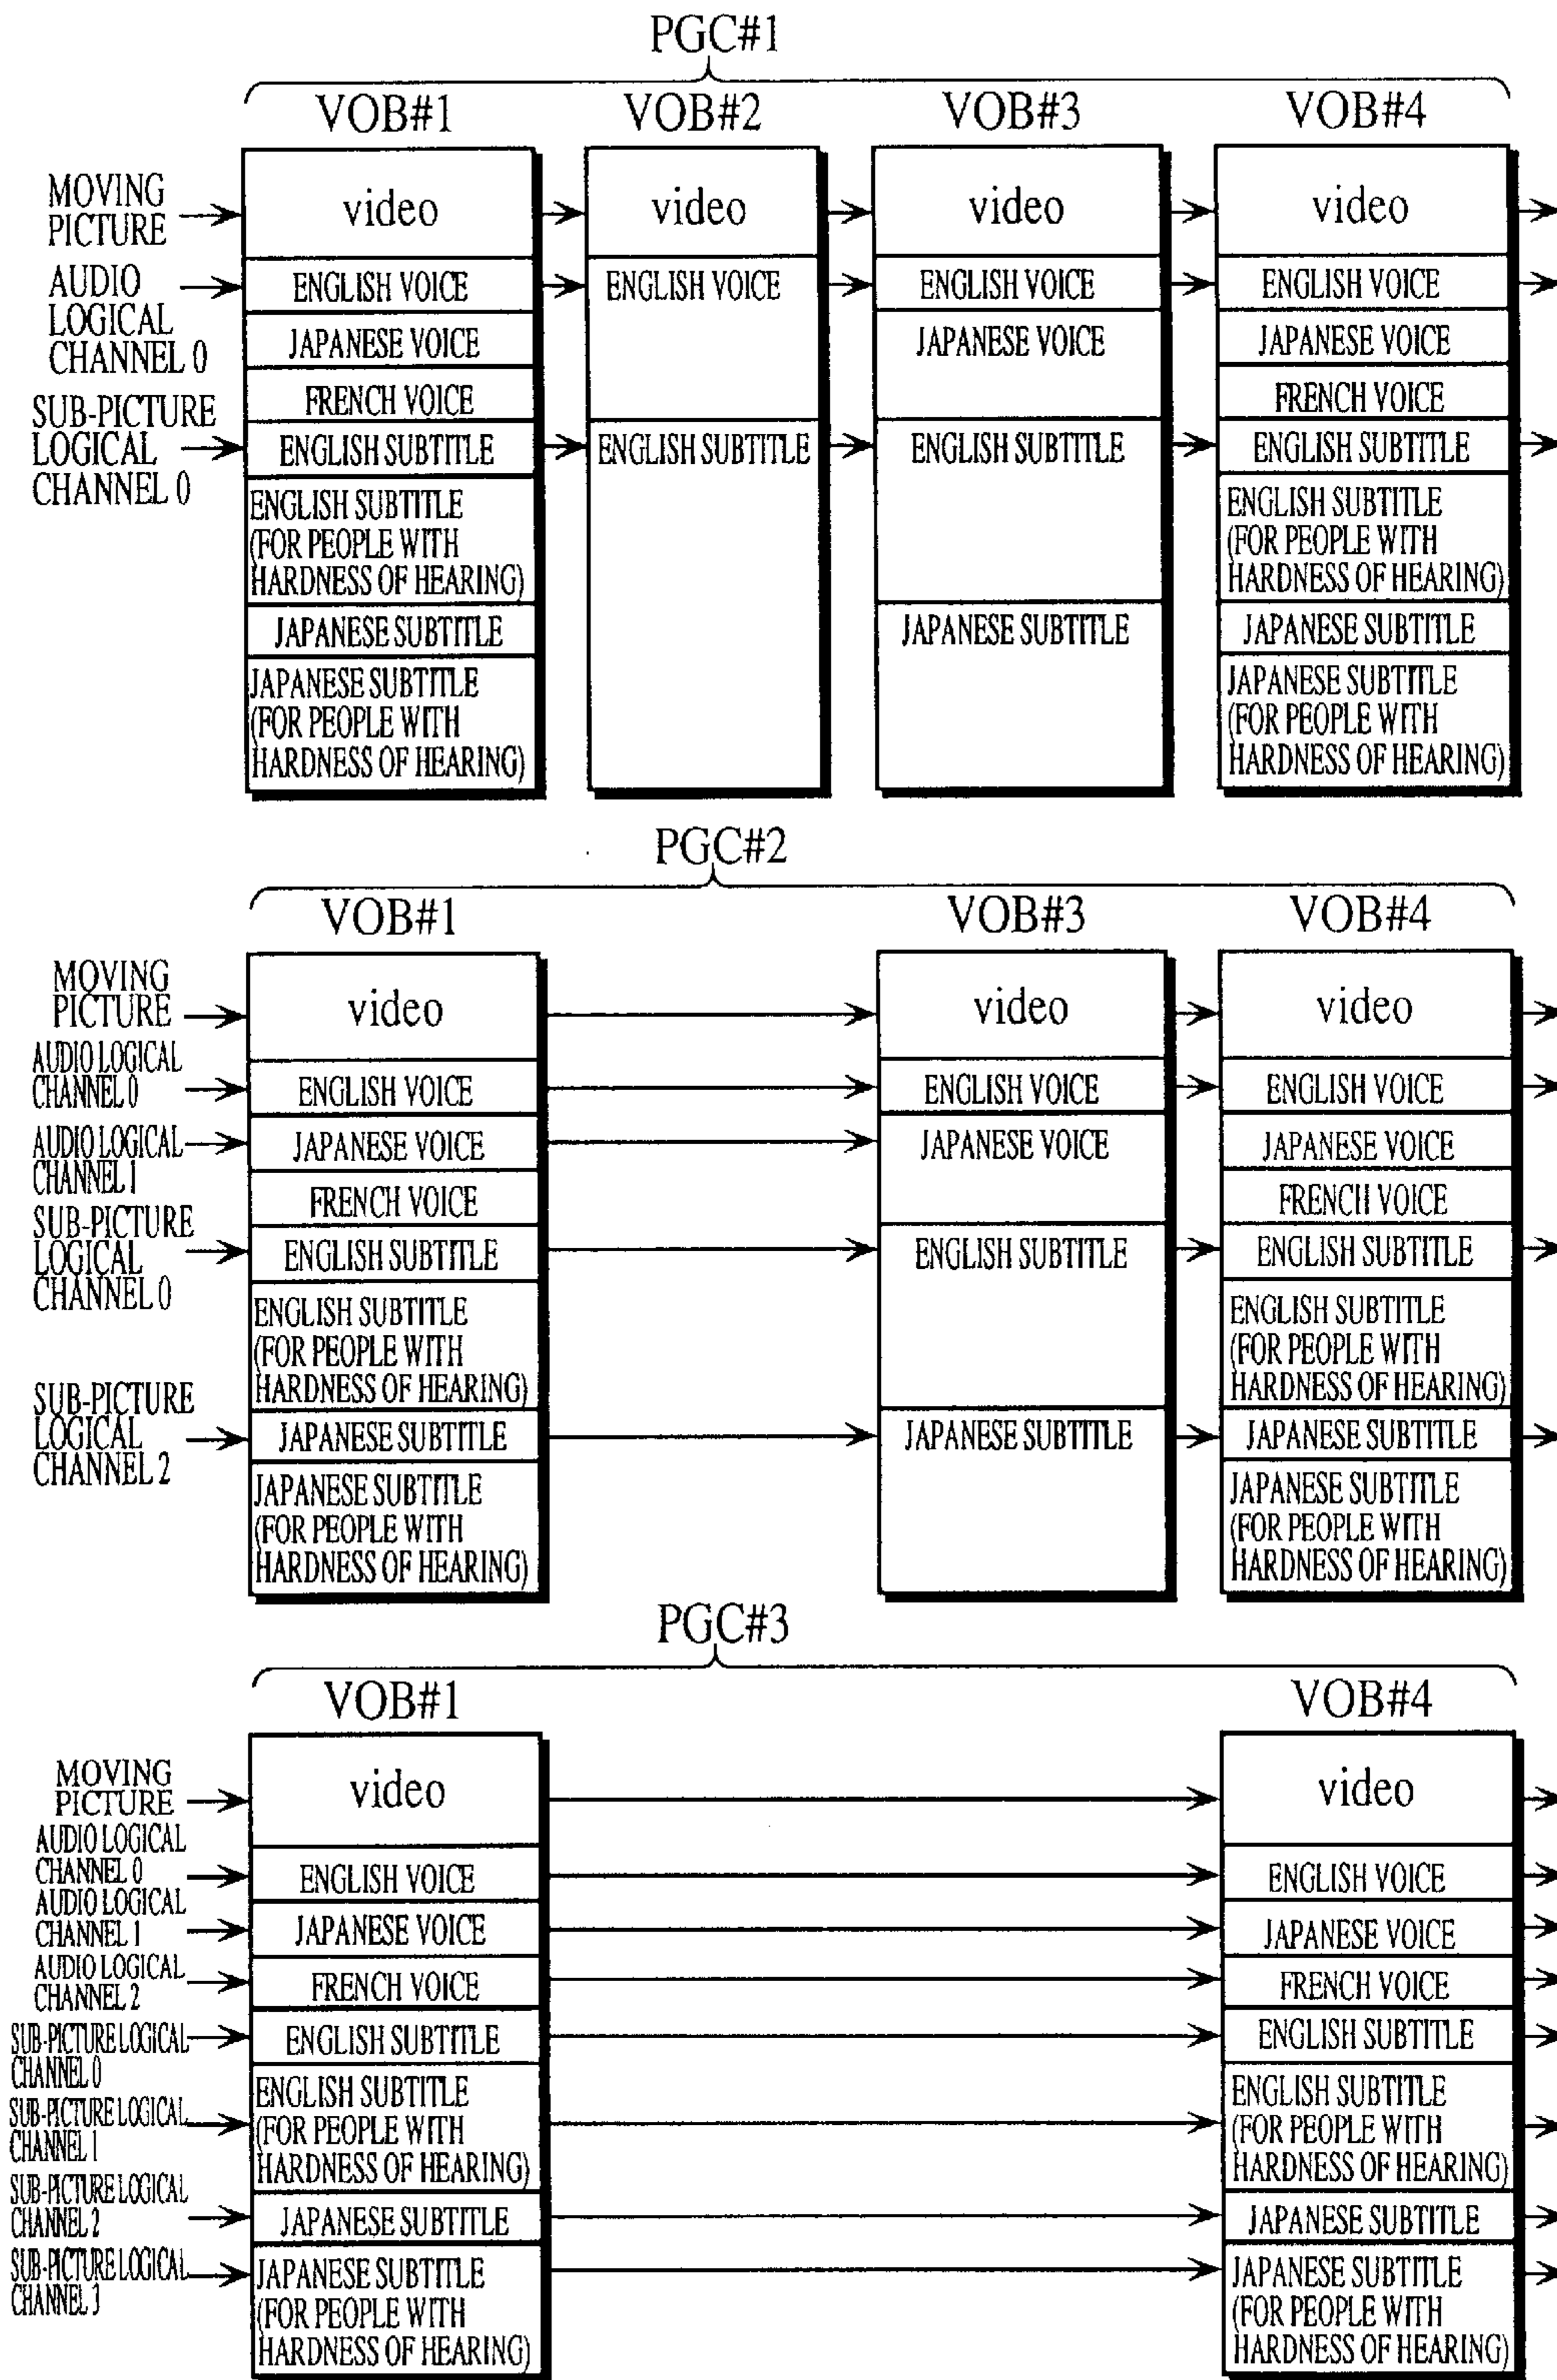 PGC#1
VOB#1
VOB#2
VOB#3
VOB#4
MOVING
PICTURE
AUDIO
LOGICAL
CHANNEL 0
SUB-PICTURE
LOGICAL
CHANNEL 0
video
ENGLISH VOICE
JAPANESE VOICE
FRENCH VOICE
ENGLISH SUBTITLE
ENGLISH SUBTITLE
(FOR PEOPLE WITH
HARDNESS OF HEARING)
JAPANESE SUBTITLE
JAPANESE SUBTITLE
(FOR PEOPLE WITH
HARDNESS OF HEARING)
video
ENGLISH VOICE
ENGLISH SUBTITLE
video
ENGLISH VOICE
JAPANESE VOICE
ENGLISH SUBTITLE
JAPANESE SUBTITLE
video
ENGLISH VOICE
JAPANESE VOICE
FRENCH VOICE
ENGLISH SUBTITLE
ENGLISH SUBTITLE
(FOR PEOPLE WITH
HARDNESS OF HEARING)
JAPANESE SUBTITLE
JAPANESE SUBTITLE
(FOR PEOPLE WITH
HARDNESS OF HEARING)
PGC#2
VOB#1
VOB#3
VOB#4
MOVING
PICTURE
AUDIO LOGICAL
CHANNEL 0
AUDIO LOGICAL
CHANNEL 1
SUB-PICTURE
LOGICAL
CHANNEL 0
SUB-PICTURE
LOGICAL
CHANNEL 2
video
ENGLISH VOICE
JAPANESE VOICE
FRENCH VOICE
ENGLISH SUBTITLE
ENGLISH SUBTITLE
(FOR PEOPLE WITH
HARDNESS OF HEARING)
JAPANESE SUBTITLE
JAPANESE SUBTITLE
(FOR PEOPLE WITH
HARDNESS OF HEARING)
video
ENGLISH VOICE
JAPANESE VOICE
ENGLISH SUBTITLE
JAPANESE SUBTITLE
video
ENGLISH VOICE
JAPANESE VOICE
FRENCH VOICE
ENGLISH SUBTITLE
ENGLISH SUBTITLE
(FOR PEOPLE WITH
HARDNESS OF HEARING)
JAPANESE SUBTITLE
JAPANESE SUBTITLE
(FOR PEOPLE WITH
HARDNESS OF HEARING)
PGC#3
VOB#1
VOB#4
MOVING
PICTURE
AUDIO LOGICAL
CHANNEL 0
AUDIO LOGICAL
CHANNEL 1
AUDIO LOGICAL
CHANNEL 2
SUB-PICTURE LOGICAL
CHANNEL 0
SUB-PICTURE LOGICAL
CHANNEL 1
SUB-PICTURE LOGICAL
CHANNEL 2
SUB-PICTURE LOGICAL
CHANNEL 3
video
ENGLISH VOICE
JAPANESE VOICE
FRENCH VOICE
ENGLISH SUBTITLE
ENGLISH SUBTITLE
(FOR PEOPLE WITH
HARDNESS OF HEARING)
JAPANESE SUBTITLE
JAPANESE SUBTITLE
(FOR PEOPLE WITH
HARDNESS OF HEARING)
video
ENGLISH VOICE
JAPANESE VOICE
FRENCH VOICE
ENGLISH SUBTITLE
ENGLISH SUBTITLE
(FOR PEOPLE WITH
HARDNESS OF HEARING)
JAPANESE SUBTITLE
JAPANESE SUBTITLE
(FOR PEOPLE WITH
HARDNESS OF HEARING)